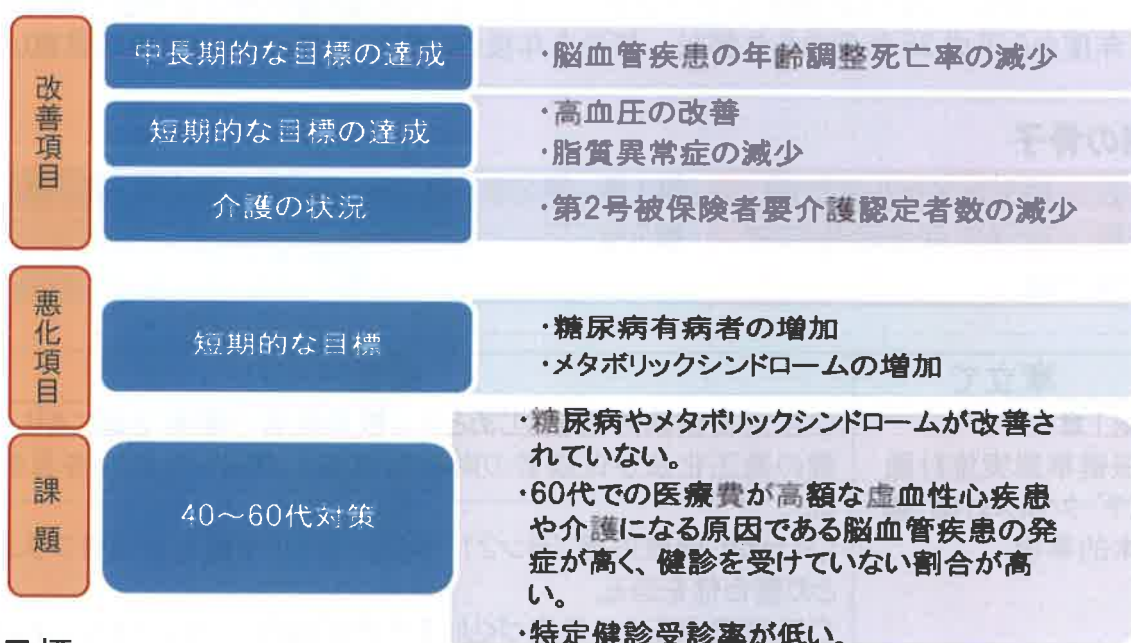 改善項目
中長期的な目標の達成
・脳血管疾患の年齢調整死亡率の減少
短期的な目標の達成
・高血圧の改善
・脂質異常症の減少
介護の状況
・第2号被保険者要介護認定者数の減少
悪化項目
短期的な目標
・糖尿病有病者の増加
・メタボリックシンドロームの増加
課題
40～60代対策
・糖尿病やメタボリックシンドロームが改善さ
れていない。
・60代での医療費が高額な虚血性心疾患
や介護になる原因である脳血管疾患の発
症が高く、健診を受けていない割合が高
い。
・特定健診受診率が低い。